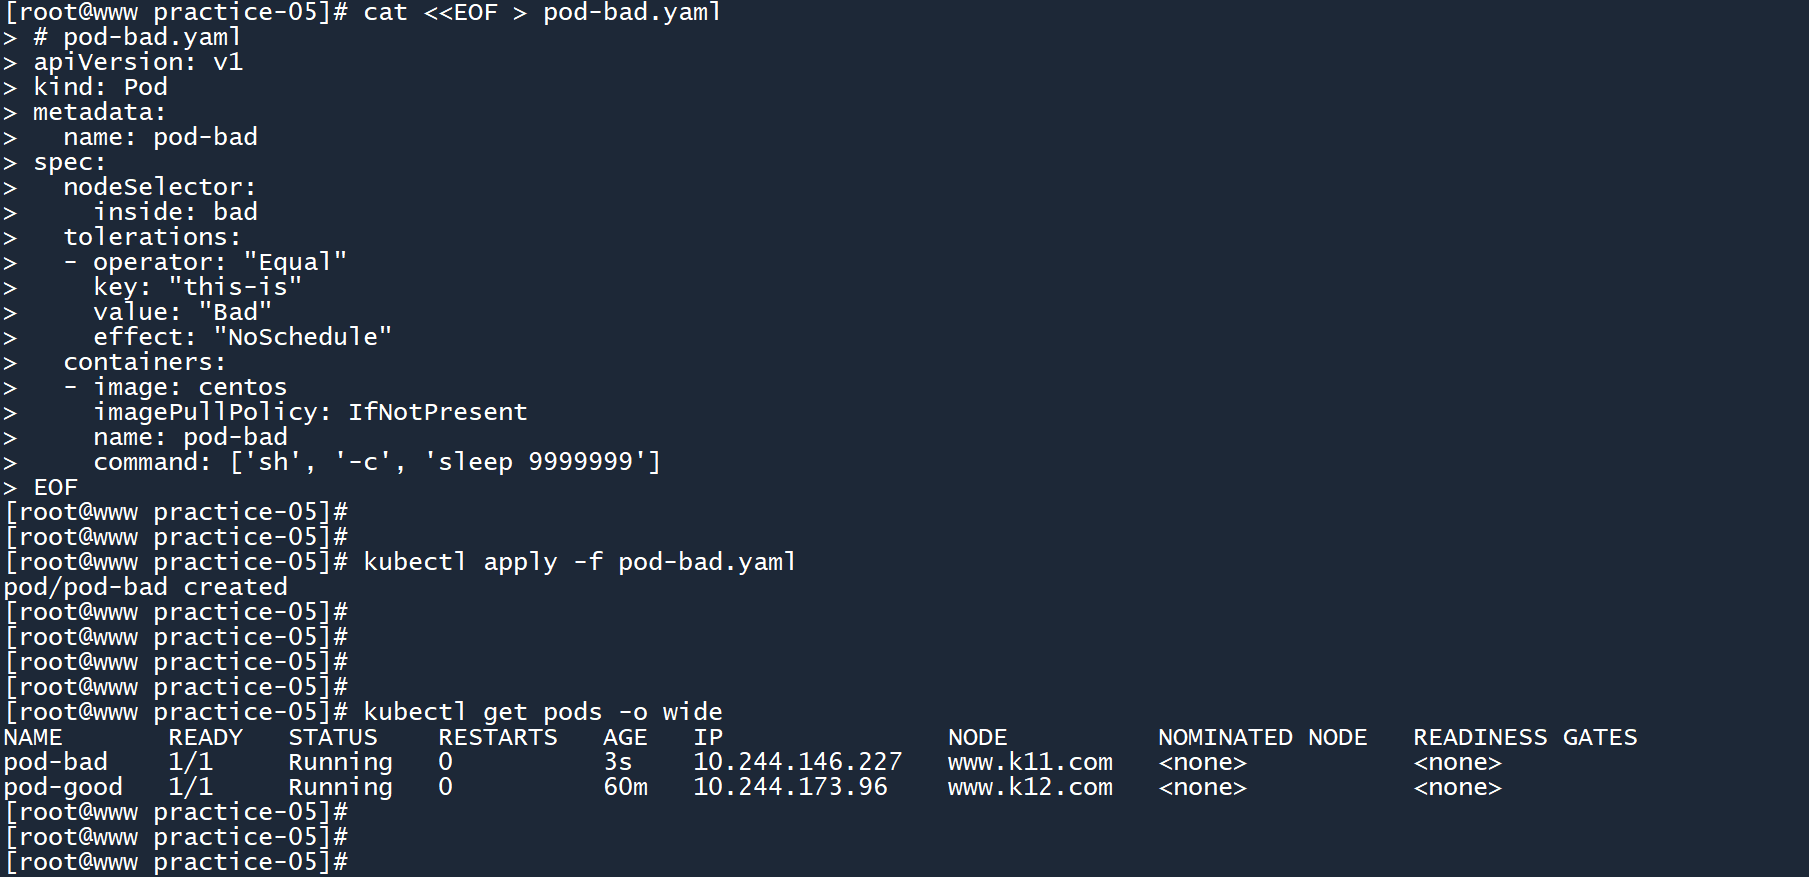 [root@www practice-05]# cat <<EOF > pod-bad.yaml
> # pod-bad.yaml
> apiVersion: v1
> kind: Pod
> metadata:
>   name: pod-bad
> spec:
>   nodeSelector:
>     inside: bad
>   tolerations:
>   - operator: "Equal"
>     key: "this-is"
>     value: "Bad"
>     effect: "NoSchedule"
>   containers:
>   - image: centos
>     imagePullPolicy: IfNotPresent
>     name: pod-bad
>     command: ['sh', '-c', 'sleep 9999999']
> EOF
[root@www practice-05]#
[root@www practice-05]#
[root@www practice-05]# kubectl apply -f pod-bad.yaml
pod/pod-bad created
[root@www practice-05]#
[root@www practice-05]#
[root@www practice-05]#
[root@www practice-05]#
[root@www practice-05]# kubectl get pods -o wide
NAME       READY   STATUS    RESTARTS   AGE   IP               NODE          NOMINATED NODE   READINESS GATES
pod-bad    1/1     Running   0          3s    10.244.146.227   www.k11.com   <none>           <none>
pod-good   1/1     Running   0          60m   10.244.173.96    www.k12.com   <none>           <none>
[root@www practice-05]#
[root@www practice-05]#
[root@www practice-05]#